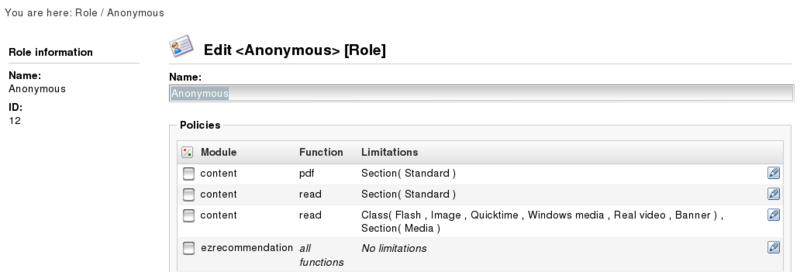 You are here: Role / Anonymous
Role information
Name:
Anonymous
ID:
12
Edit <Anonymous> [Role]
Name:
Anonymous
Policies
Module Function Limitations
content pdf Section( Standard )
content read Section( Standard )
content read Class( Flash , Image , Quicktime , Windows media , Real video , Banner ) ,
Section( Media )
ezrecommendation all No limitations
functions